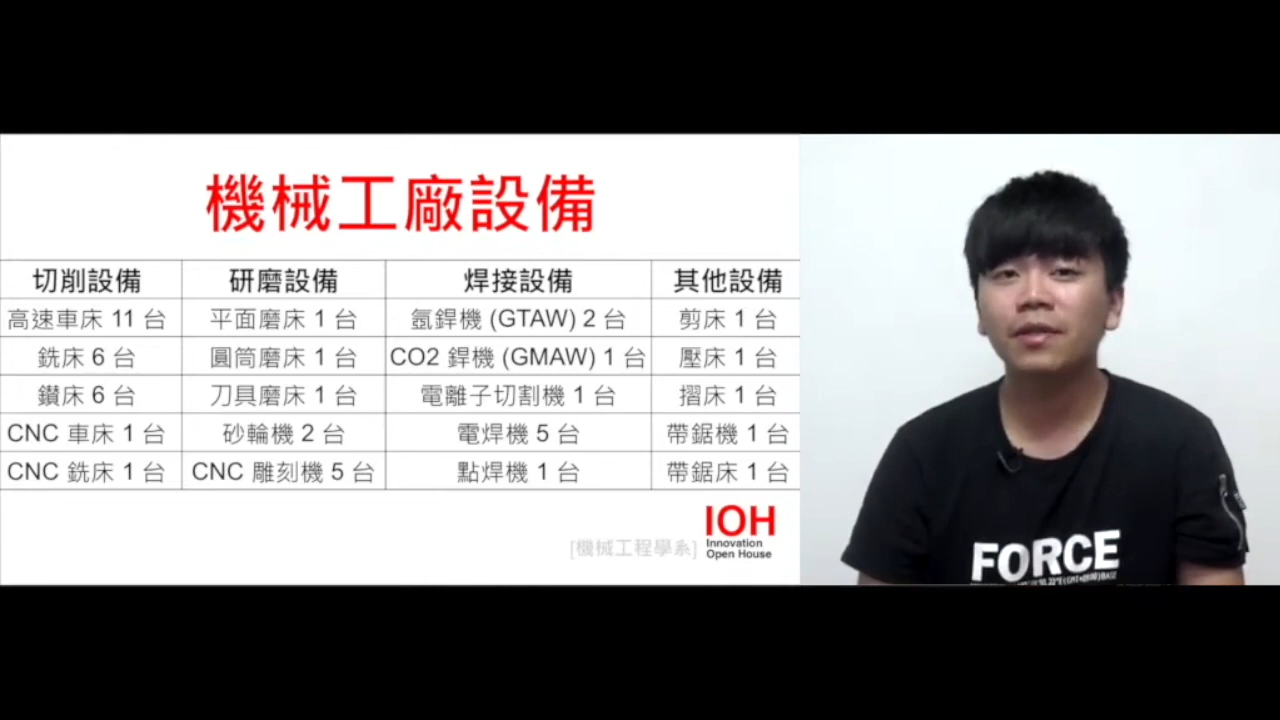 機械工廠設備
切削設備 研磨設備 焊接設備 其他設備
高速車床 11 台 平面磨床 1 台 氬銲機 (GTAW) 2 台 剪床 1 台
銑床 6 台 圓筒磨床 1 台 CO2 銲機 (GMAW) 1 台 壓床 1 台
鑽床 6 台 刀具磨床 1 台 電離子切割機 1 台 摺床 1 台
CNC 車床 1 台 砂輪機 2 台 電焊機 5 台 帶鋸機 1 台
CNC 銑床 1 台 CNC 雕刻機 5 台 點焊機 1 台 帶鋸床 1 台
[機械工程學系]
IOH
Innovation
Open House
FORCE